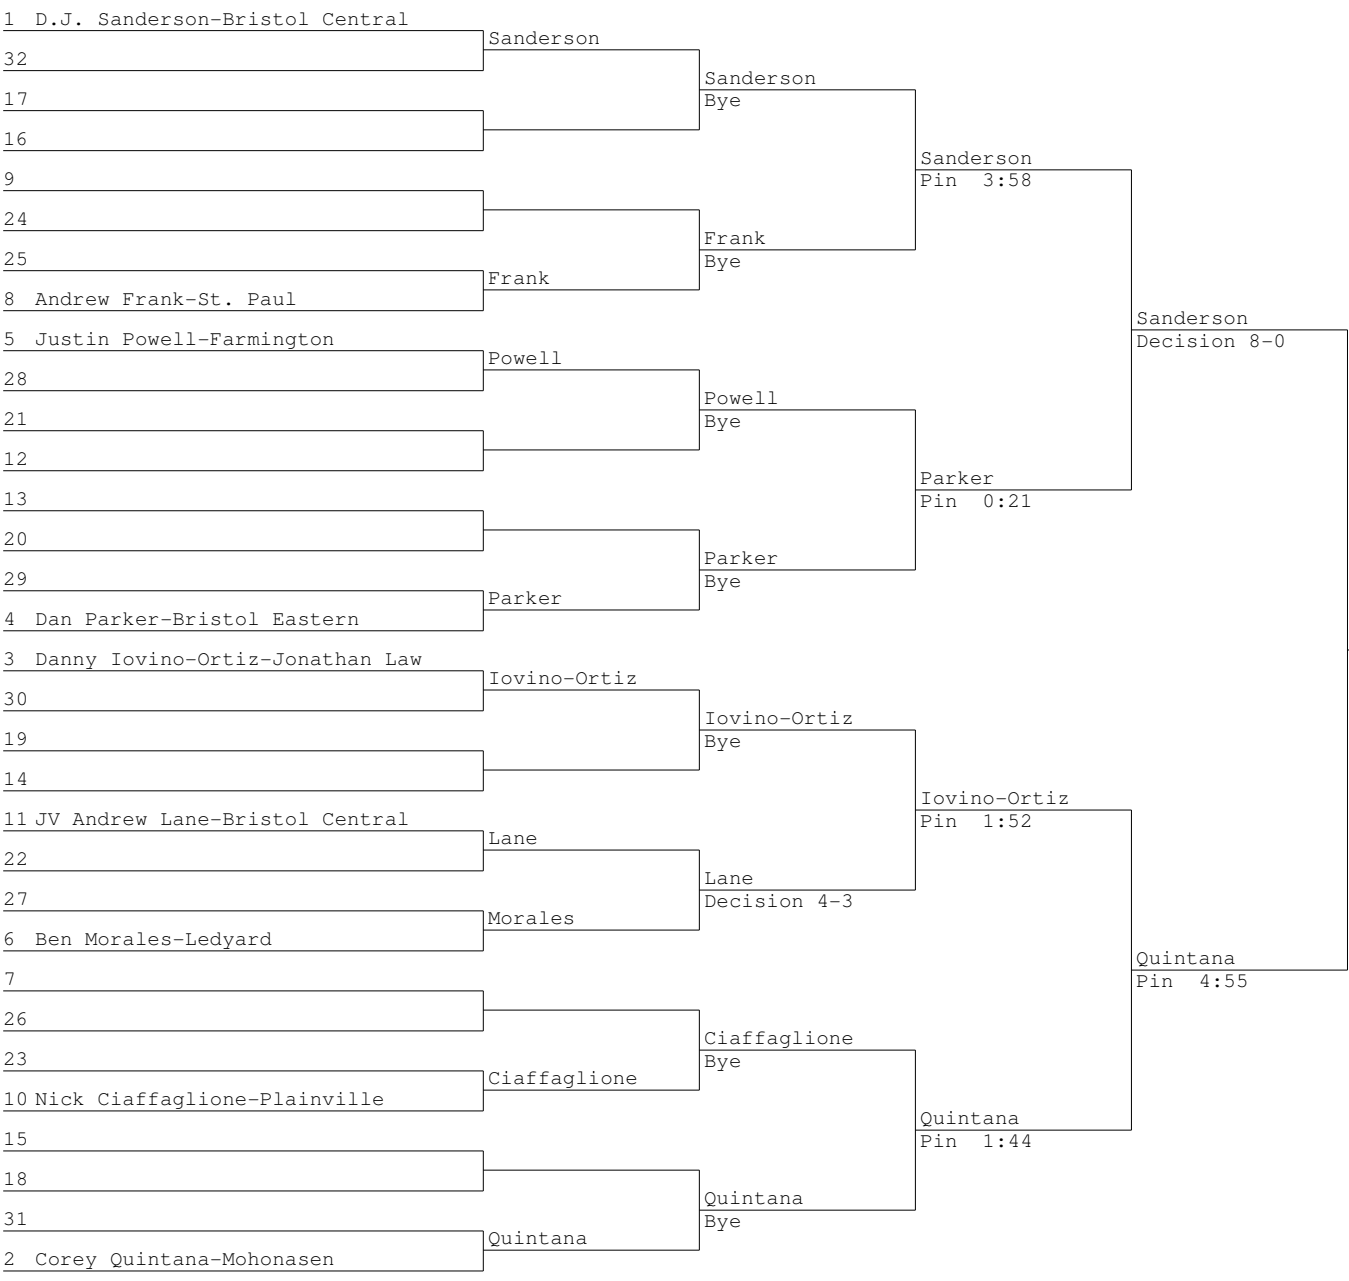 1 D.J. Sanderson-Bristol Central
Sanderson
32
Sanderson
Bye
17
16
Sanderson
Pin 3:58
9
24
Frank
Bye
25
Frank
8 Andrew Frank-St. Paul
Sanderson
Decision 8-0
5 Justin Powell-Farmington
Powell
28
Powell
Bye
21
12
Parker
Pin 0:21
13
20
Parker
Bye
29
Parker
4 Dan Parker-Bristol Eastern
3 Danny Iovino-Ortiz-Jonathan Law
Iovino-Ortiz
30
Iovino-Ortiz
Bye
19
14
Iovino-Ortiz
Pin 1:52
11 JV Andrew Lane-Bristol Central
Lane
22
Lane
Decision 4-3
27
Morales
6 Ben Morales-Ledyard
Quintana
Pin 4:55
7
26
Ciaffaglione
Bye
23
Ciaffaglione
10 Nick Ciaffaglione-Plainville
Quintana
Pin 1:44
15
18
Quintana
Bye
31
Quintana
2 Corey Quintana-Mohonasen